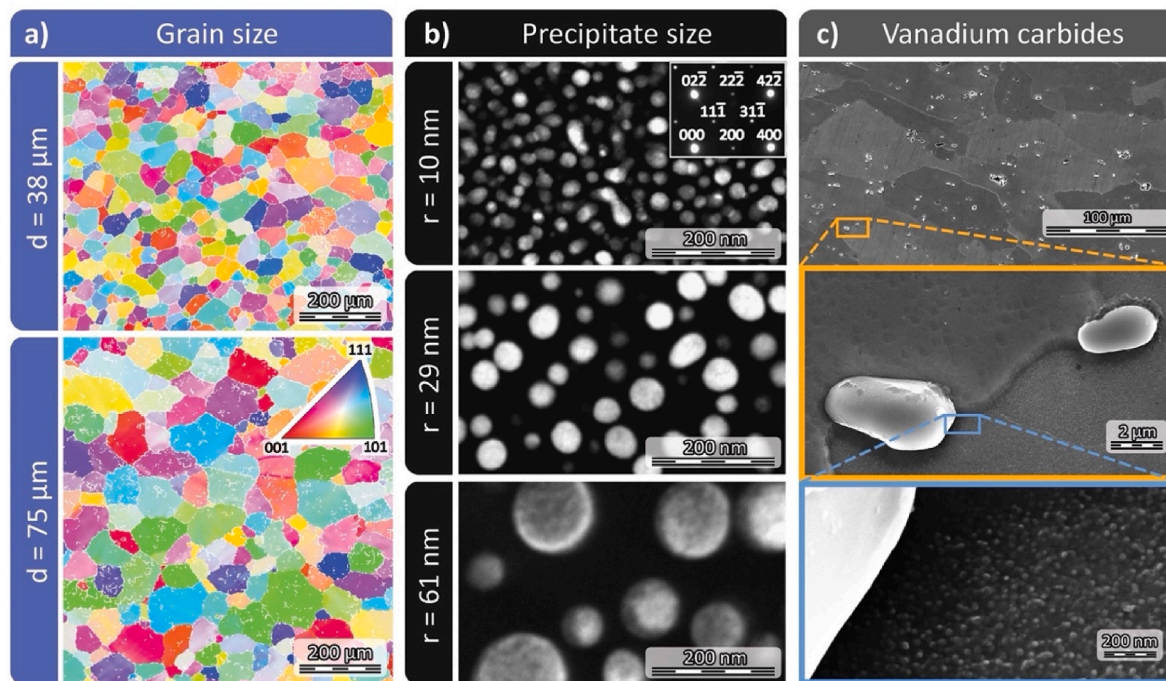 a) Grain size
d = 38 µm
200 µm
d = 75 µm
111
001 101
200 µm
b) Precipitate size
r = 10 nm
022̅ 22̅2̅ 42̅2̅
11̅1̅ 31̅1̅
000 200 400
200 nm
r = 29 nm
200 nm
r = 61 nm
200 nm
c) Vanadium carbides
100 µm
2 µm
200 nm